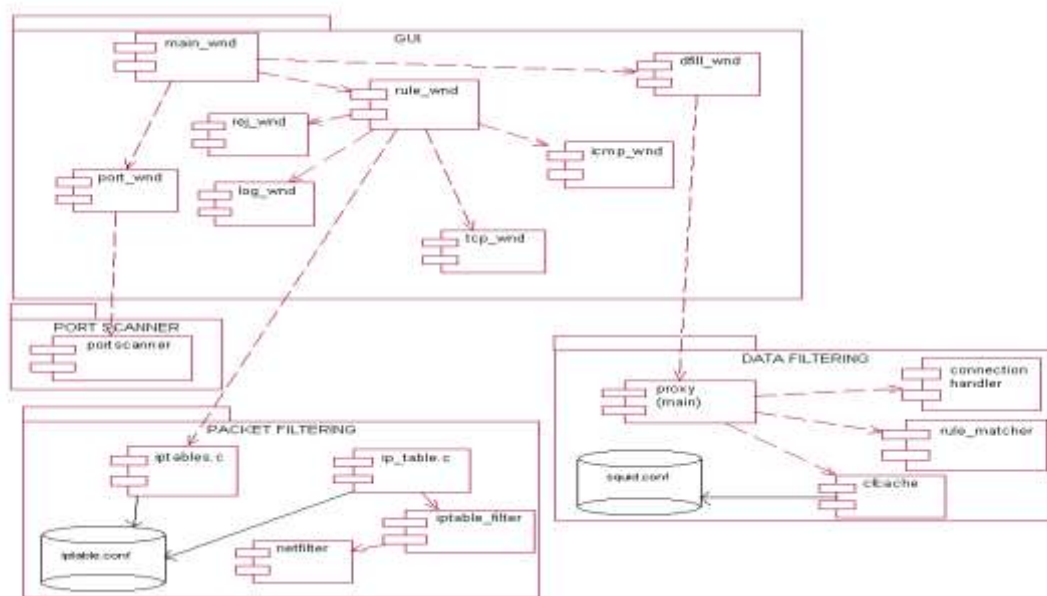 GUI
main_wnd
dfill_wnd
rule_wnd
rej_wnd
icmp_wnd
port_wnd
log_wnd
tcp_wnd
PORT SCANNER
portscanner
DATA FILTERING
proxy
(main)
connection
handler
rule_matcher
squid.conf
cfcache
PACKET FILTERING
iptables.c
ip_table.c
iptable_filter
netfilter
iptable.conf